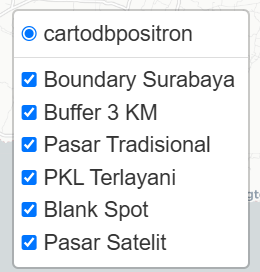 cartodbpositron
Boundary Surabaya
Buffer 3 KM
Pasar Tradisional
PKL Terlayani
Blank Spot
Pasar Satelit